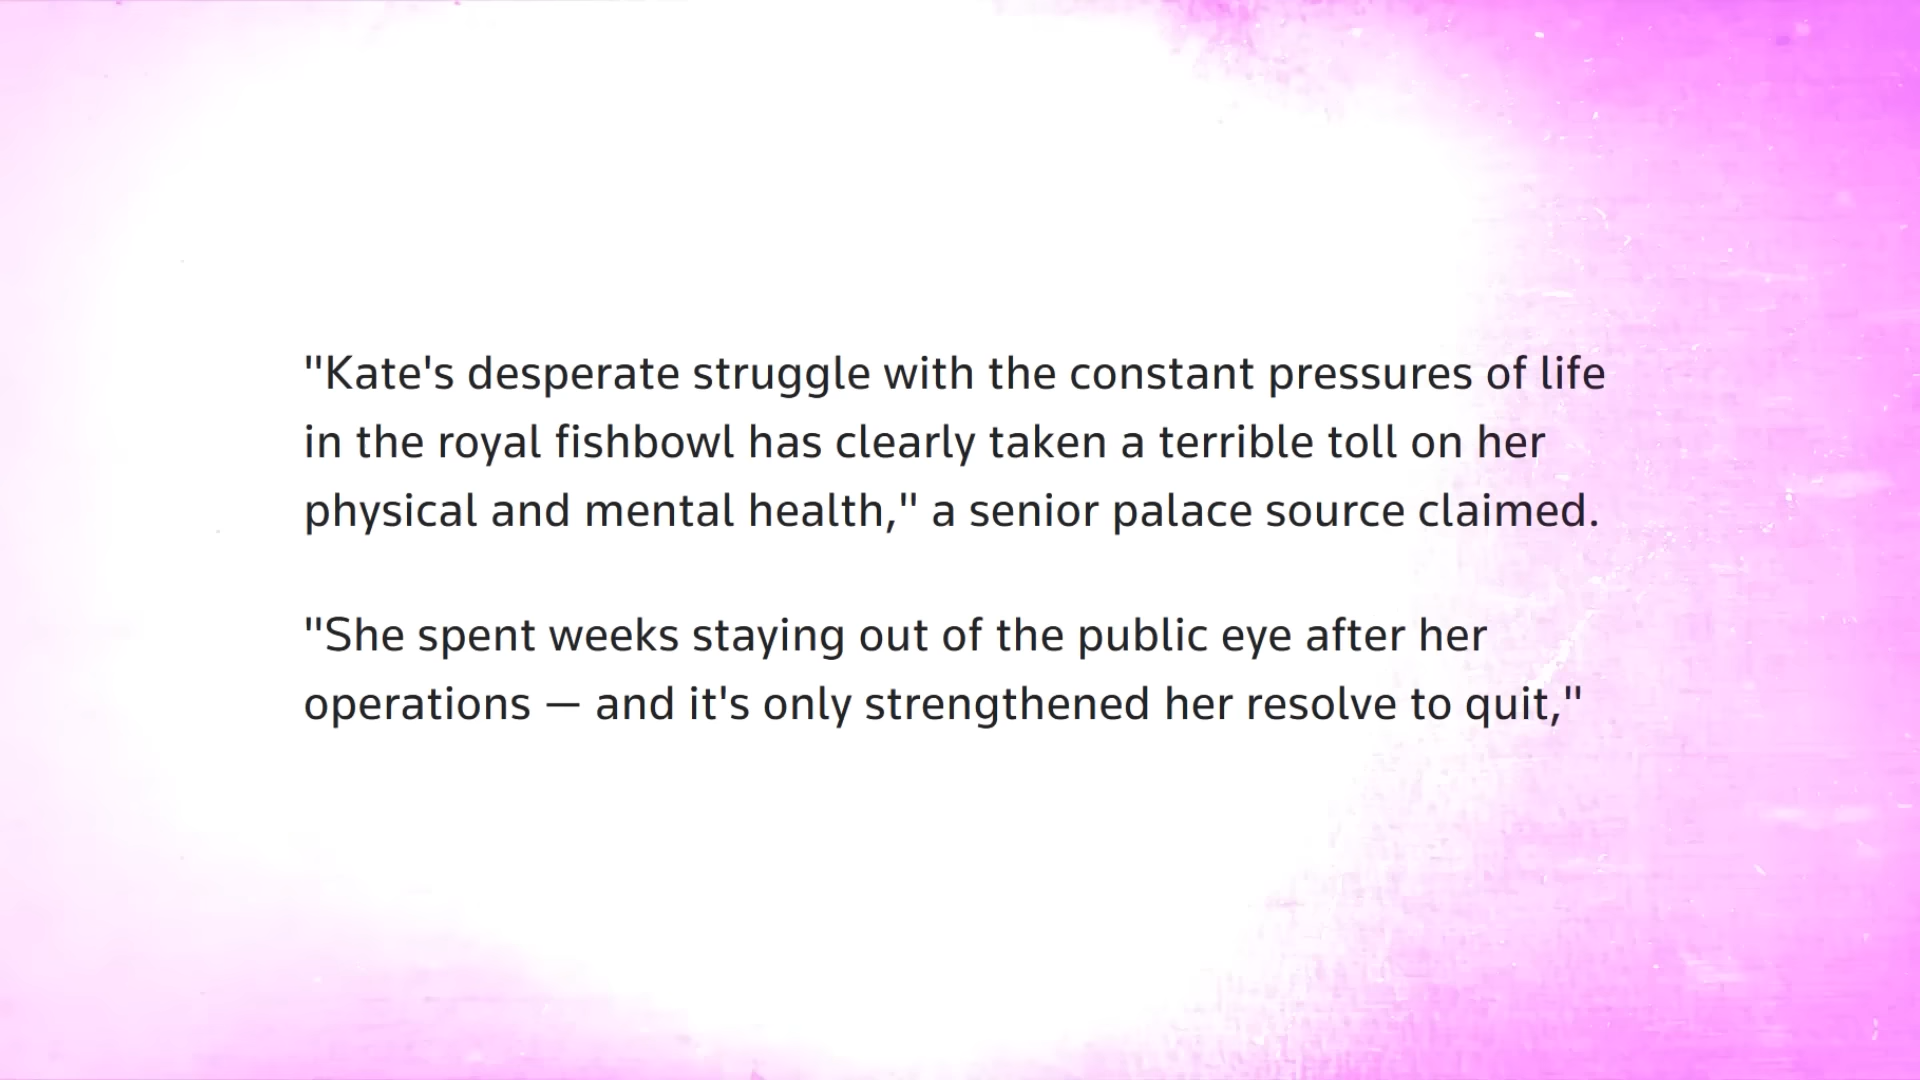 "Kate's desperate struggle with the constant pressures of life
in the royal fishbowl has clearly taken a terrible toll on her
physical and mental health," a senior palace source claimed.
"She spent weeks staying out of the public eye after her
operations — and it's only strengthened her resolve to quit,"